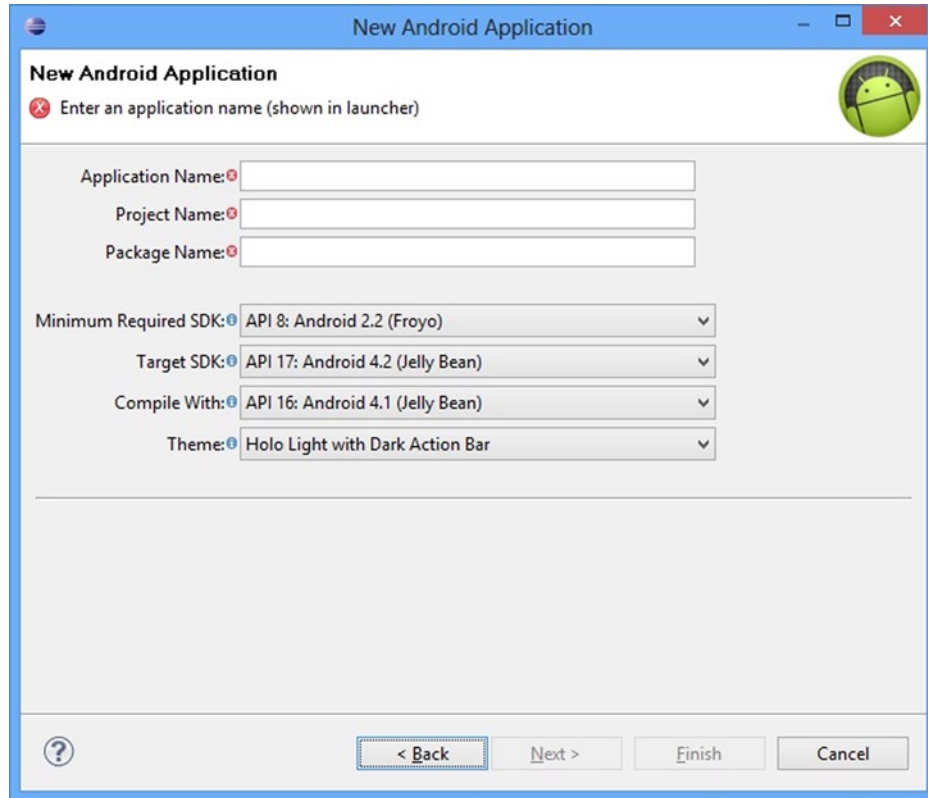 New Android Application
New Android Application
Enter an application name (shown in launcher)
Application Name:
Project Name:
Package Name:
Minimum Required SDK: API 8: Android 2.2 (Froyo)
Target SDK: API 17: Android 4.2 (Jelly Bean)
Compile With: API 16: Android 4.1 (Jelly Bean)
Theme: Holo Light with Dark Action Bar
? < Back Next > Finish Cancel